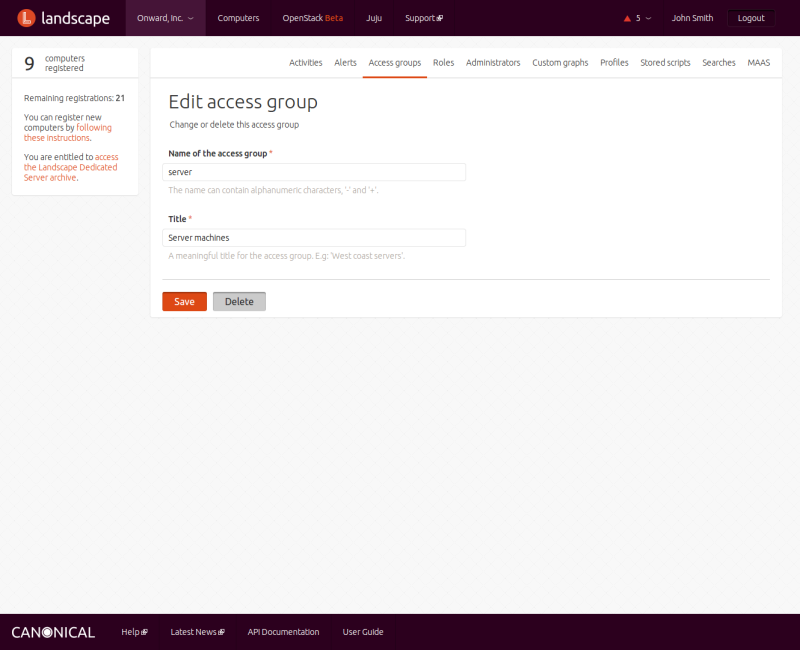 landscape
Onward, Inc.
Computers
OpenStack Beta
Juju
Support
5
John Smith
Logout
9 computers
registered
Remaining registrations: 21
You can register new
computers by following
these instructions.
You are entitled to access
the Landscape Dedicated
Server archive.
Activities
Alerts
Access groups
Roles
Administrators
Custom graphs
Profiles
Stored scripts
Searches
MAAS
Edit access group
Change or delete this access group
Name of the access group *
server
The name can contain alphanumeric characters, '-' and '+'.
Title *
Server machines
A meaningful title for the access group. E.g: 'West coast servers'.
Save
Delete
CANONICAL
Help
Latest News
API Documentation
User Guide